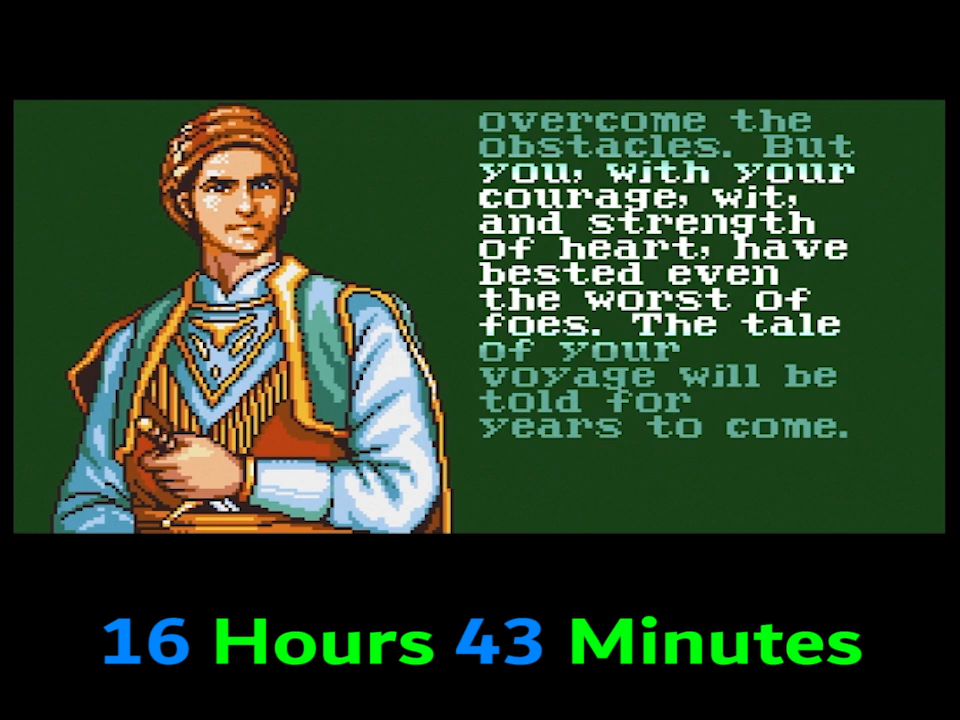 overcome the
obstacles. But
you, with your
courage, wit,
and strength
of heart, have
bested even
the worst of
foes. The tale
of your
voyage will be
told for
years to come.
16 Hours 43 Minutes